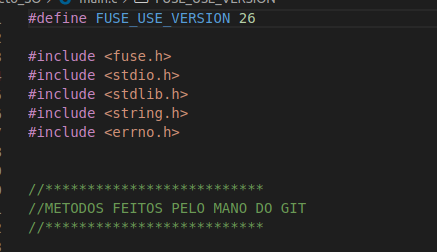 main.c
FUSE_USE_VERSION
#define FUSE_USE_VERSION 26
#include <fuse.h>
#include <stdio.h>
#include <stdlib.h>
#include <string.h>
#include <errno.h>
//**************************
//METODOS FEITOS PELO MANO DO GIT
//**************************